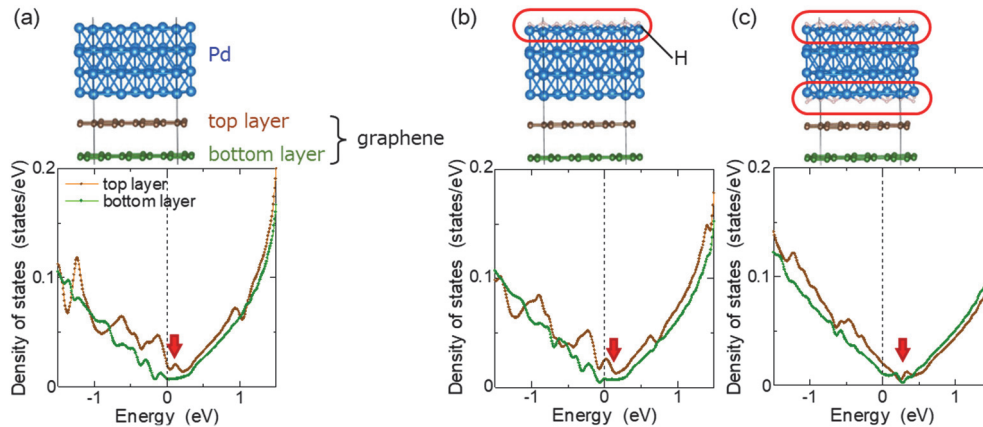 (a)
Pd
top layer
bottom layer
graphene
0.2
0.1
0
Density of states (states/eV)
top layer
bottom layer
-1
0
1
Energy (eV)
(b)
H
0.2
0.1
0
Density of states (states/eV)
-1
0
1
Energy (eV)
(c)
0.2
0.1
0
Density of states (states/eV)
-1
0
1
Energy (eV)